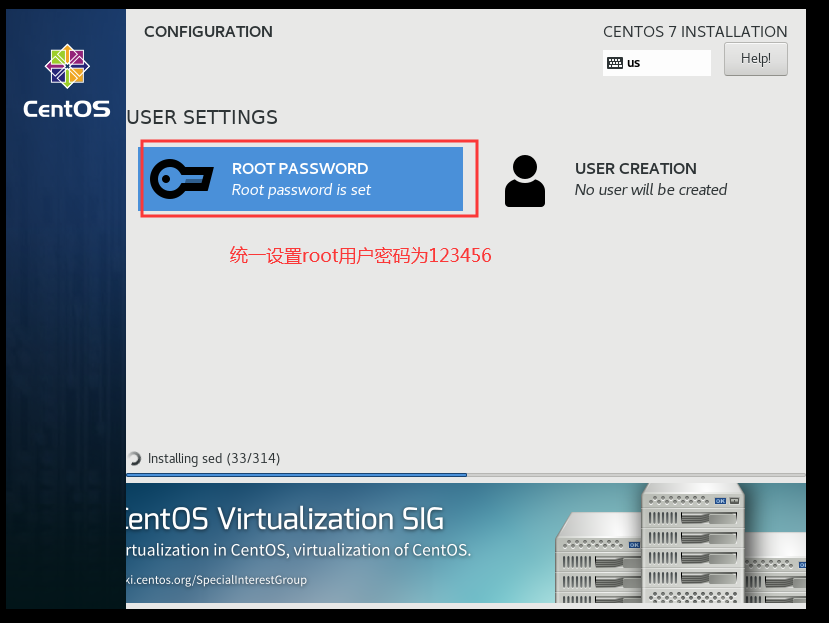 CentOS
CONFIGURATION
CENTOS 7 INSTALLATION
us
Help!
USER SETTINGS
ROOT PASSWORD
Root password is set
USER CREATION
No user will be created
统一设置root用户密码为123456
Installing sed (33/314)
CentOS Virtualization SIG
rtualization in CentOS, virtualization of CentOS.
ki.centos.org/SpecialInterestGroup
OK
OK